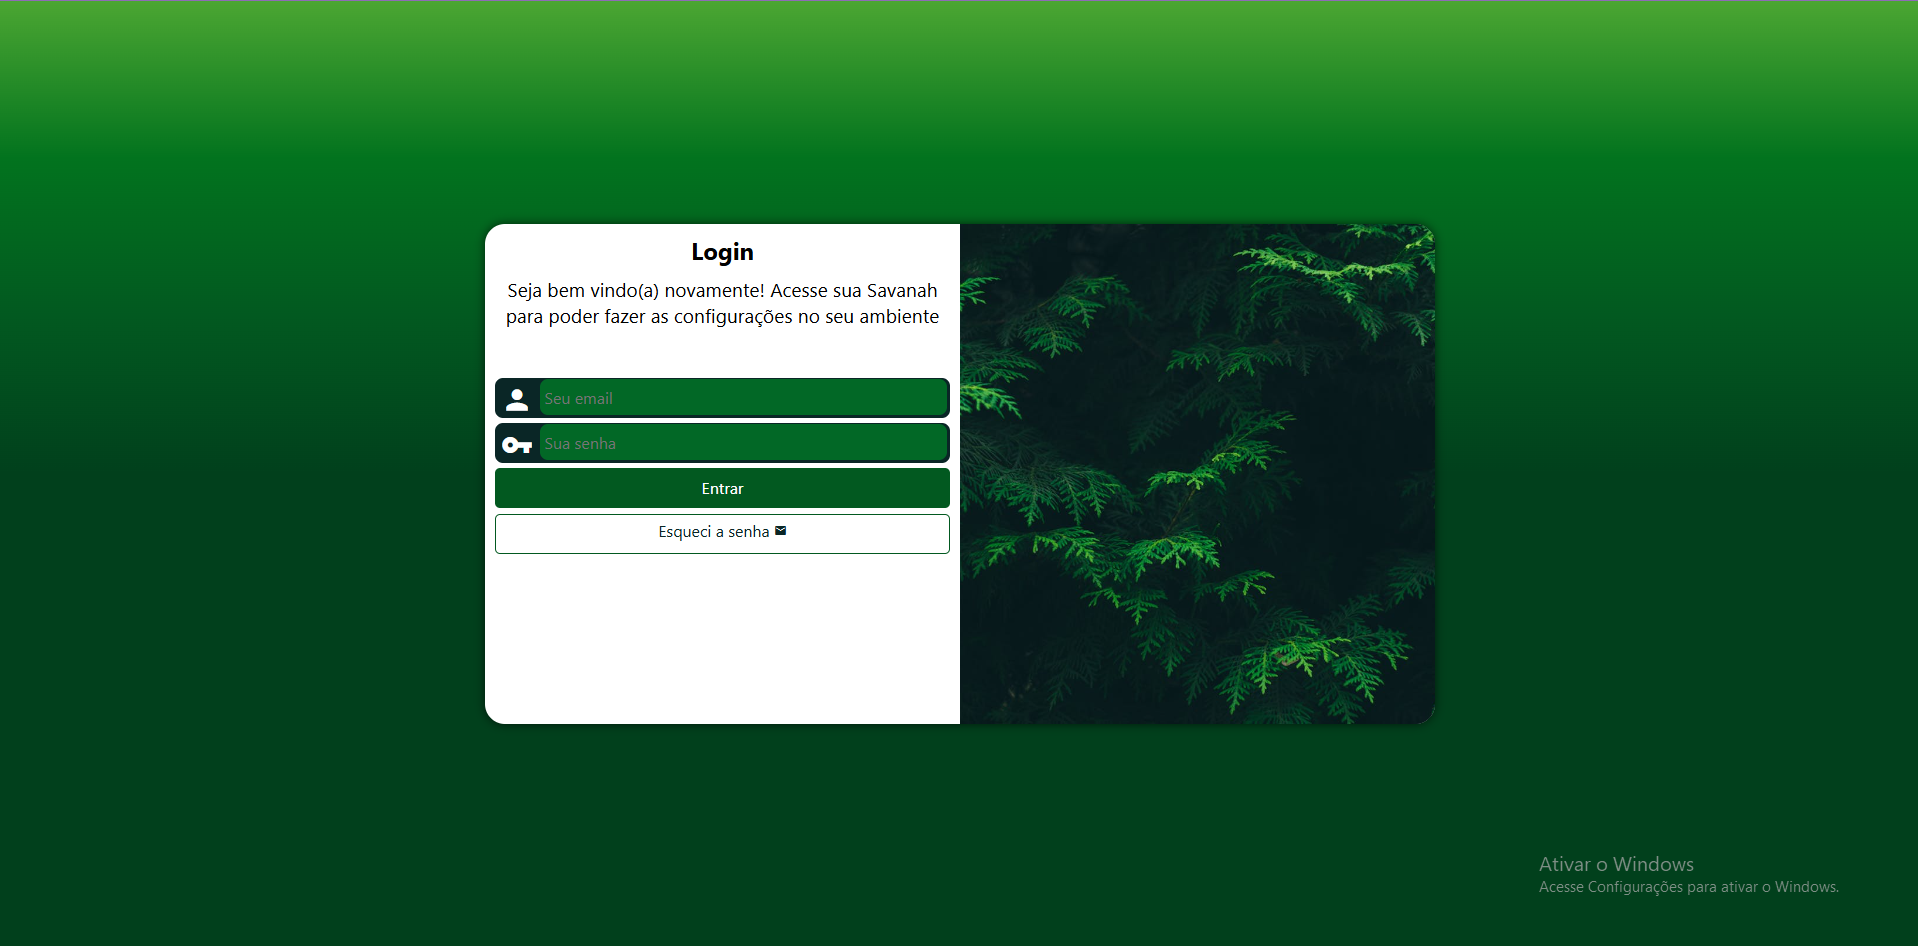 Login
Seja bem vindo(a) novamente! Acesse sua Savanah
para poder fazer as configurações no seu ambiente
Seu email
Sua senha
Entrar
Esqueci a senha
Ativar o Windows
Acesse Configurações para ativar o Windows.